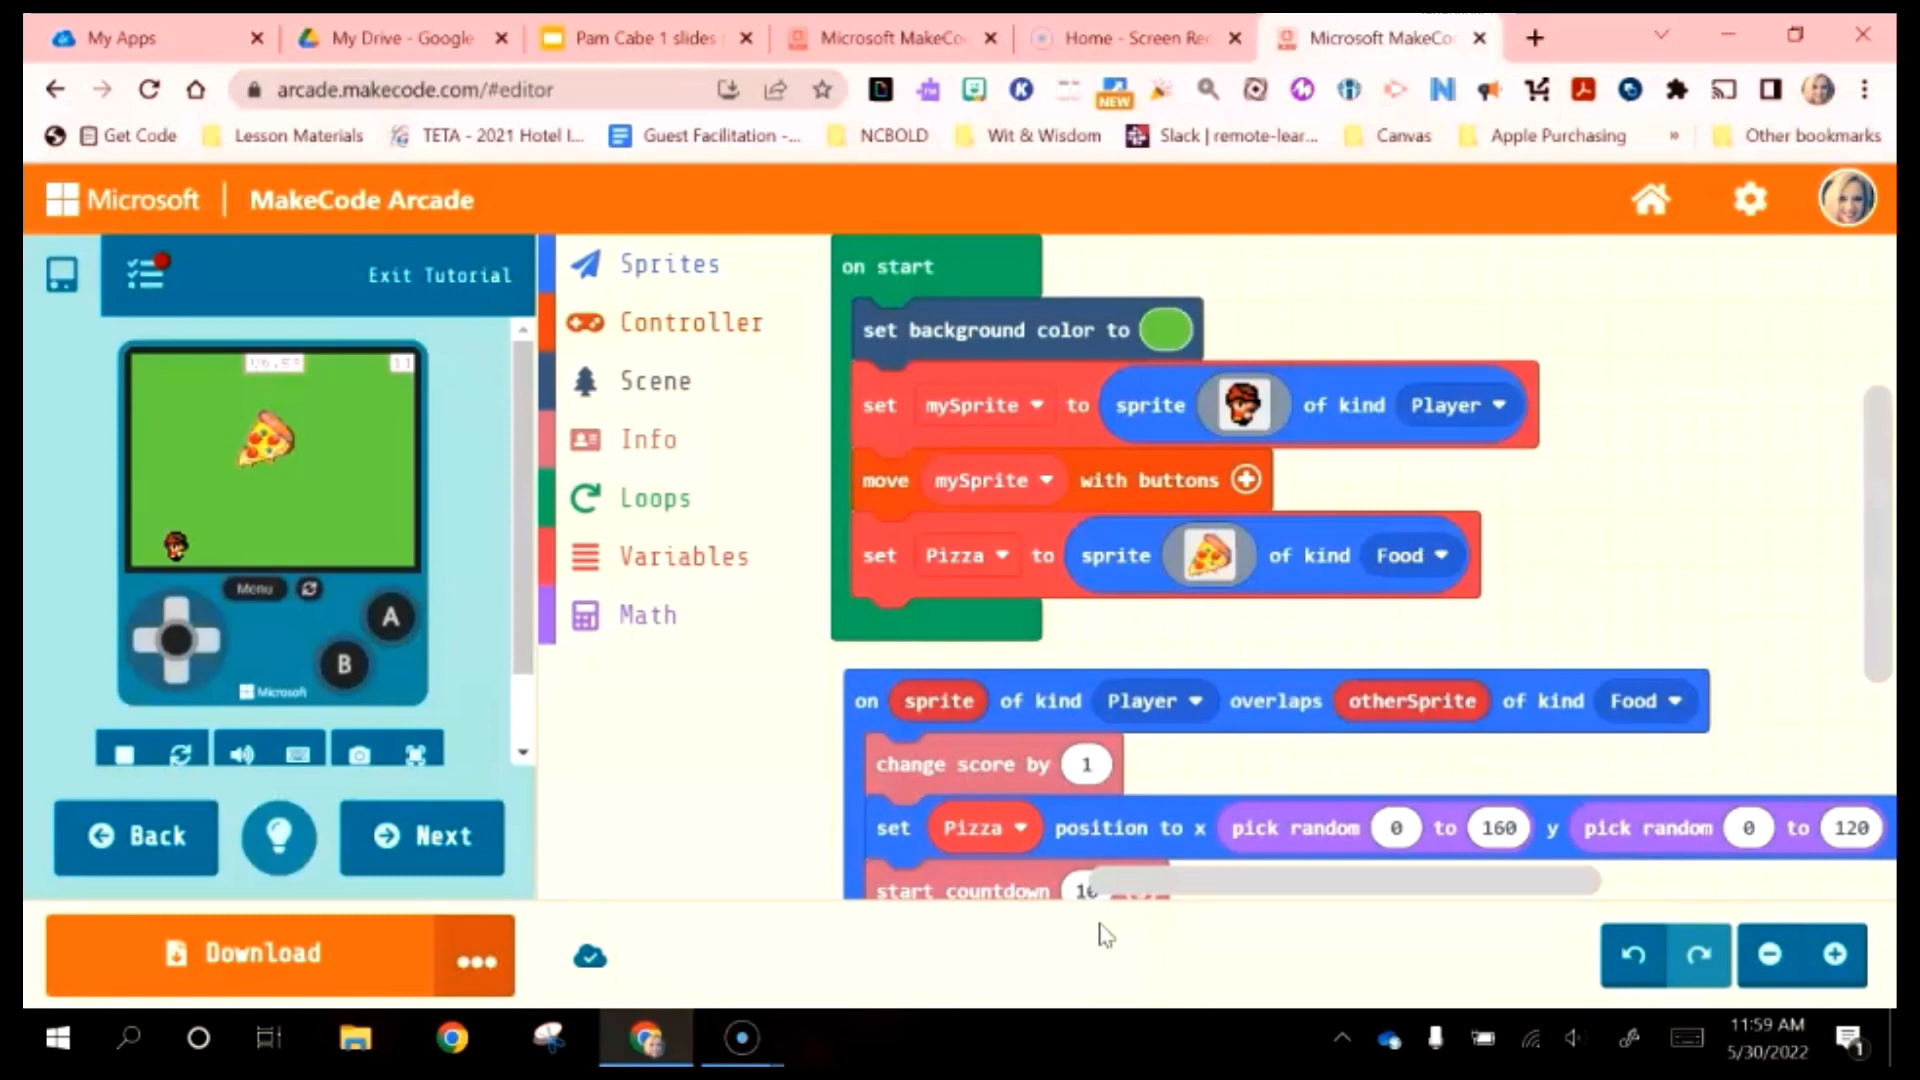 My Apps
My Drive - Google
Pam Cabe 1 slides
Microsoft MakeCo
Home - Screen Rec
Microsoft MakeCo
arcade.makecode.com/#editor
NEW
Get Code
Lesson Materials
TETA - 2021 Hotel I...
Guest Facilitation -...
NCBOLD
Wit & Wisdom
Slack | remote-lear...
Canvas
Apple Purchasing
»
Other bookmarks
Microsoft | MakeCode Arcade
Exit Tutorial
11
Menu
A
B
Microsoft
Back
Next
Download
Sprites
Controller
Scene
Info
Loops
Variables
Math
on start
set background color to
set mySprite to sprite of kind Player
move mySprite with buttons
set Pizza to sprite of kind Food
on sprite of kind Player overlaps otherSprite of kind Food
change score by 1
set Pizza position to x pick random 0 to 160 y pick random 0 to 120
start countdown 10
11:59 AM
5/30/2022
1